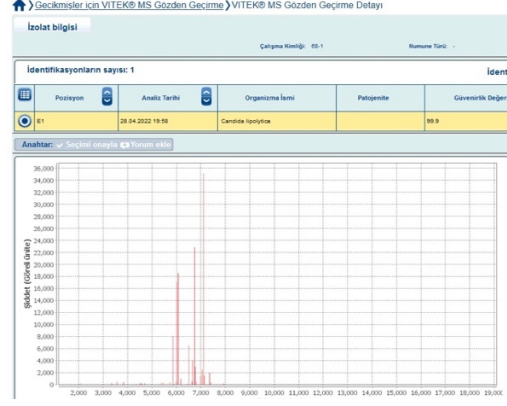 Gecikmişler için VITEK® MS Gözden Geçirme VITEK® MS Gözden Geçirme Detayı
İzolat bilgisi
Çalışma Kimliği: 68-1 Numune Türü: -
İdentifikasyonların sayısı: 1 İdent
Pozisyon Analiz Tarihi Organizma İsmi Patojenite Güvenirlik Değer
E1 28.04.2022 19:58 Candida lipolytica 99.9
Anahtar: Seçimi onayla Yorum ekle
Şiddet (Göreli ünite)
36,000
34,000
32,000
30,000
28,000
26,000
24,000
22,000
20,000
18,000
16,000
14,000
12,000
10,000
8,000
6,000
4,000
2,000
0
2,000 3,000 4,000 5,000 6,000 7,000 8,000 9,000 10,000 11,000 12,000 13,000 14,000 15,000 16,000 17,000 18,000 19,000